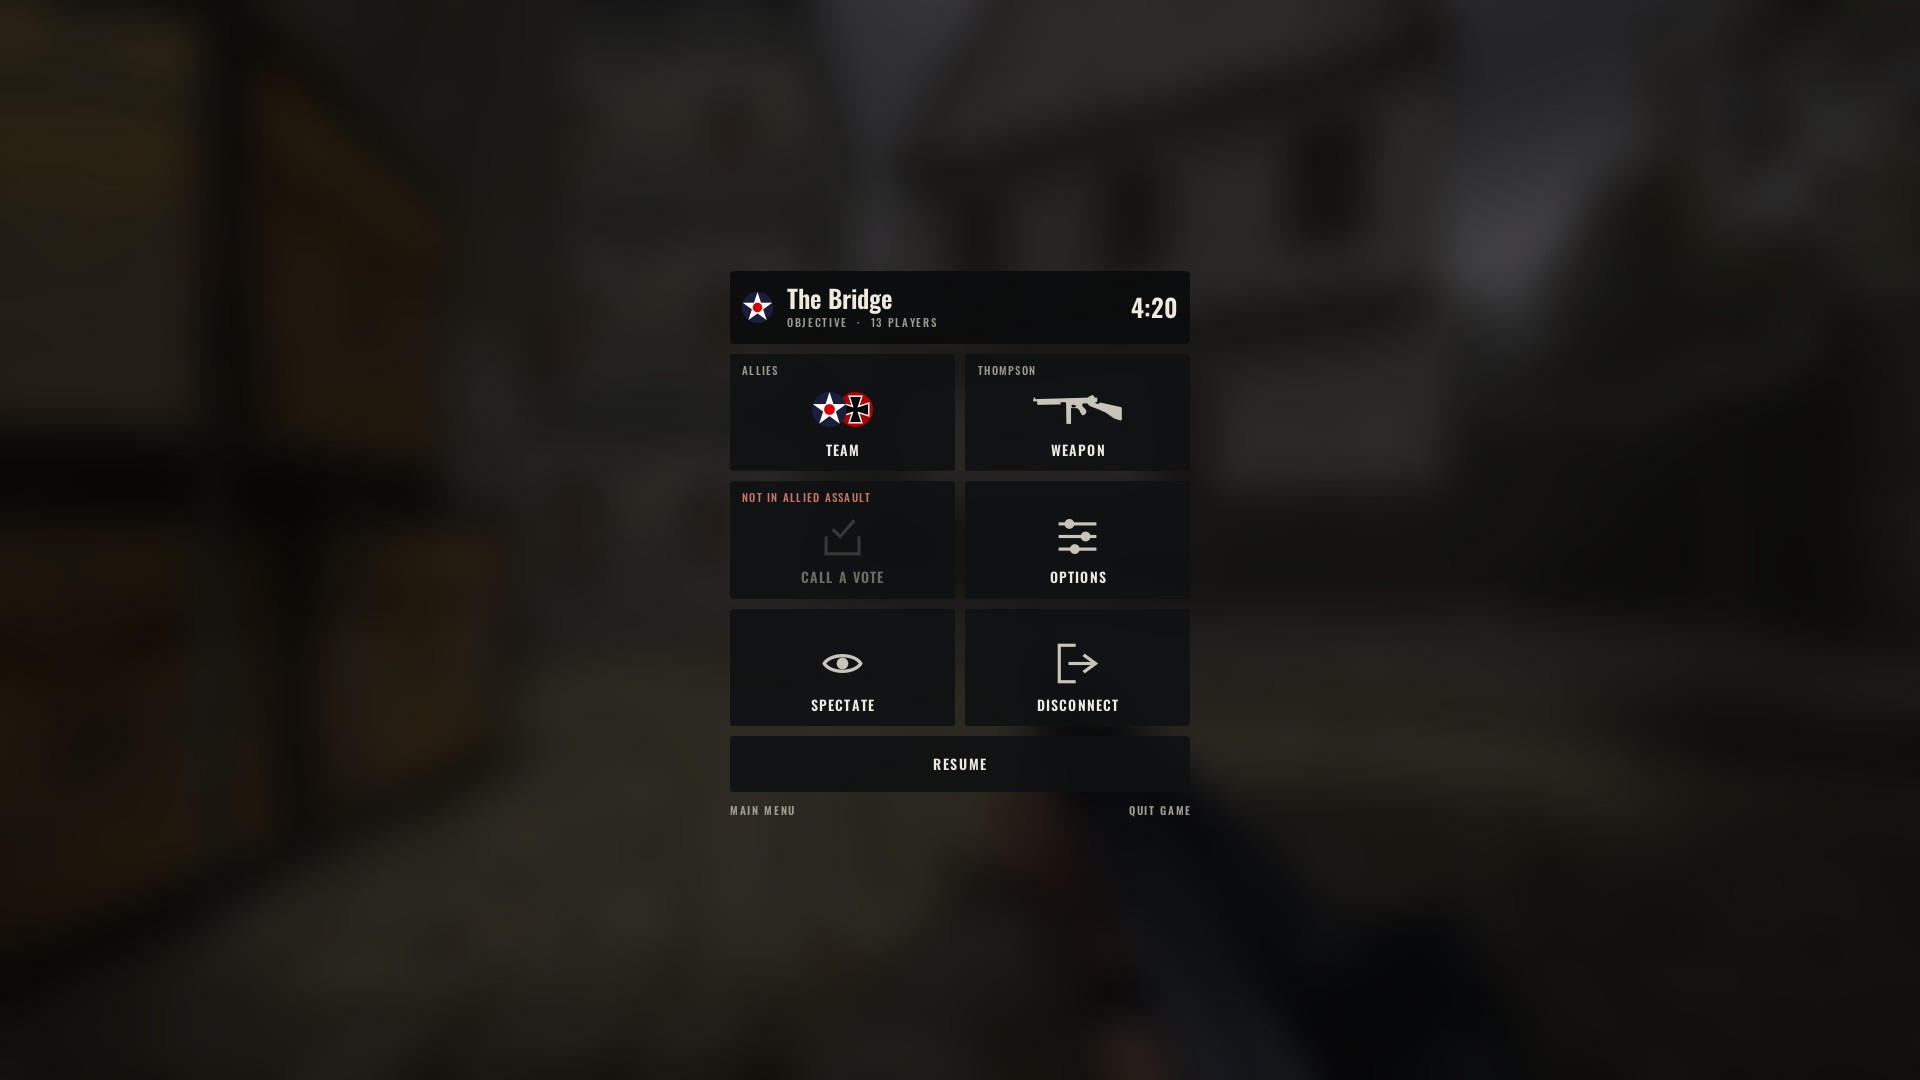 The Bridge
OBJECTIVE · 13 PLAYERS
4:20
ALLIES
TEAM
THOMPSON
WEAPON
NOT IN ALLIED ASSAULT
CALL A VOTE
OPTIONS
SPECTATE
DISCONNECT
RESUME
MAIN MENU
QUIT GAME